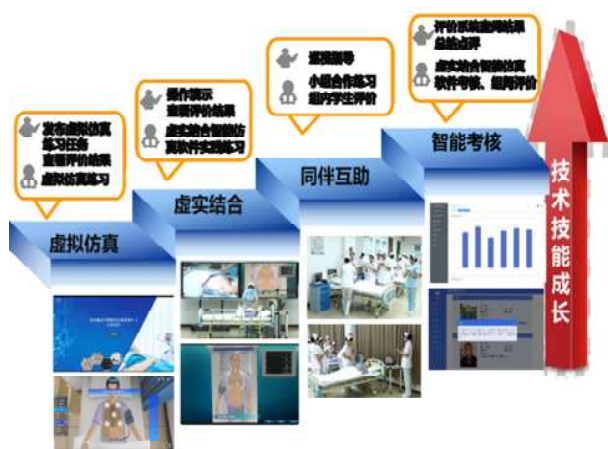 评价系统查阅结果
总结点评
虚实结合智能仿真
软件考核、组间评价
巡视指导
小组合作练习
组内学生评价
操作演示
查看评价结果
虚实结合智能仿
真软件实践练习
发布虚拟仿真
练习任务
查看评价结果
虚拟仿真练习
智能考核
同伴互助
虚实结合
虚拟仿真
技术技能成长